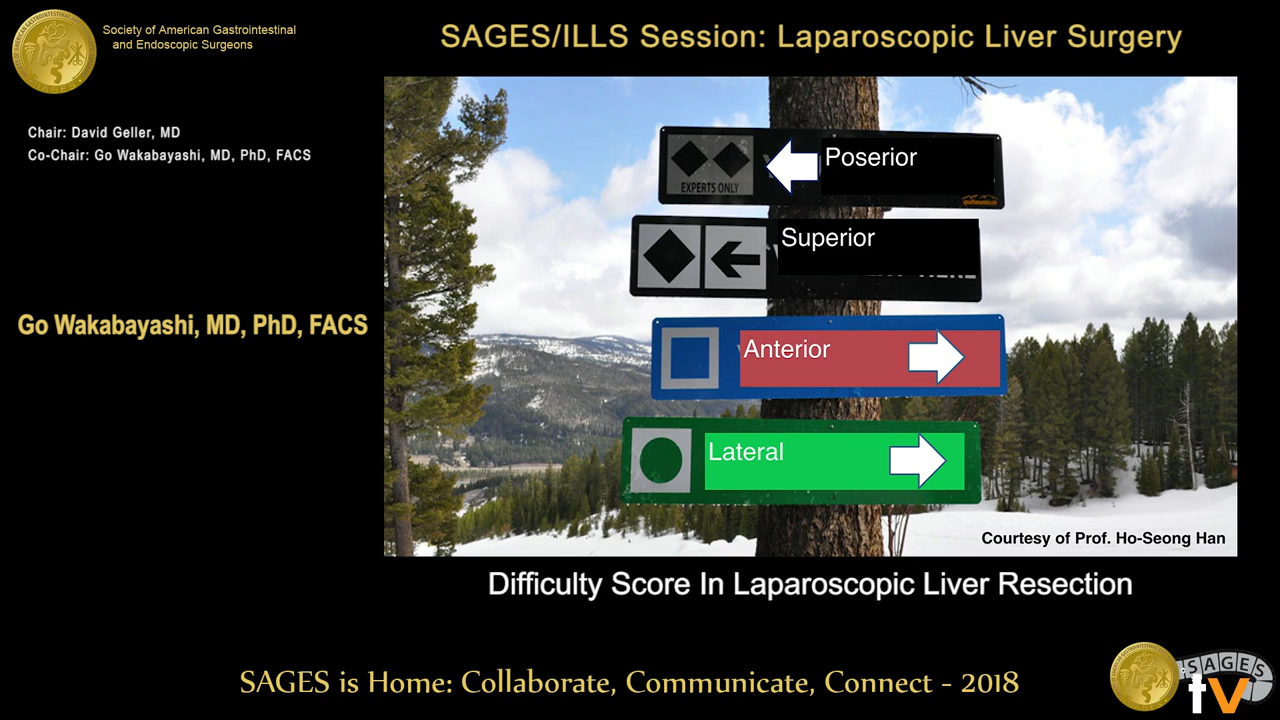 Society of American Gastrointestinal
and Endoscopic Surgeons
SAGES/ILLS Session: Laparoscopic Liver Surgery
Chair: David Geller, MD
Co-Chair: Go Wakabayashi, MD, PhD, FACS
Go Wakabayashi, MD, PhD, FACS
Poserior
EXPERTS ONLY
Superior
Anterior
Lateral
Courtesy of Prof. Ho-Seong Han
Difficulty Score In Laparoscopic Liver Resection
SAGES is Home: Collaborate, Communicate, Connect - 2018
SAGES
tv